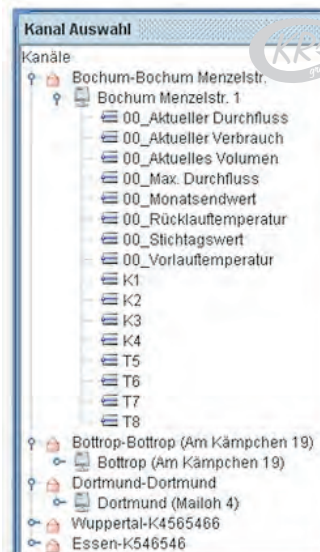 Kanal Auswahl
Kanäle
Bochum-Bochum Menzelstr.
Bochum Menzelstr. 1
00_Aktueller Durchfluss
00_Aktueller Verbrauch
00_Aktuelles Volumen
00_Max. Durchfluss
00_Monatsendwert
00_Rücklauftemperatur
00_Stichtagswert
00_Vorlauftemperatur
K1
K2
K3
K4
T5
T6
T7
T8
Bottrop-Bottrop (Am Kämpchen 19)
Bottrop (Am Kämpchen 19)
Dortmund-Dortmund
Dortmund (Mailoh 4)
Wuppertal-K4565466
Essen-K546546